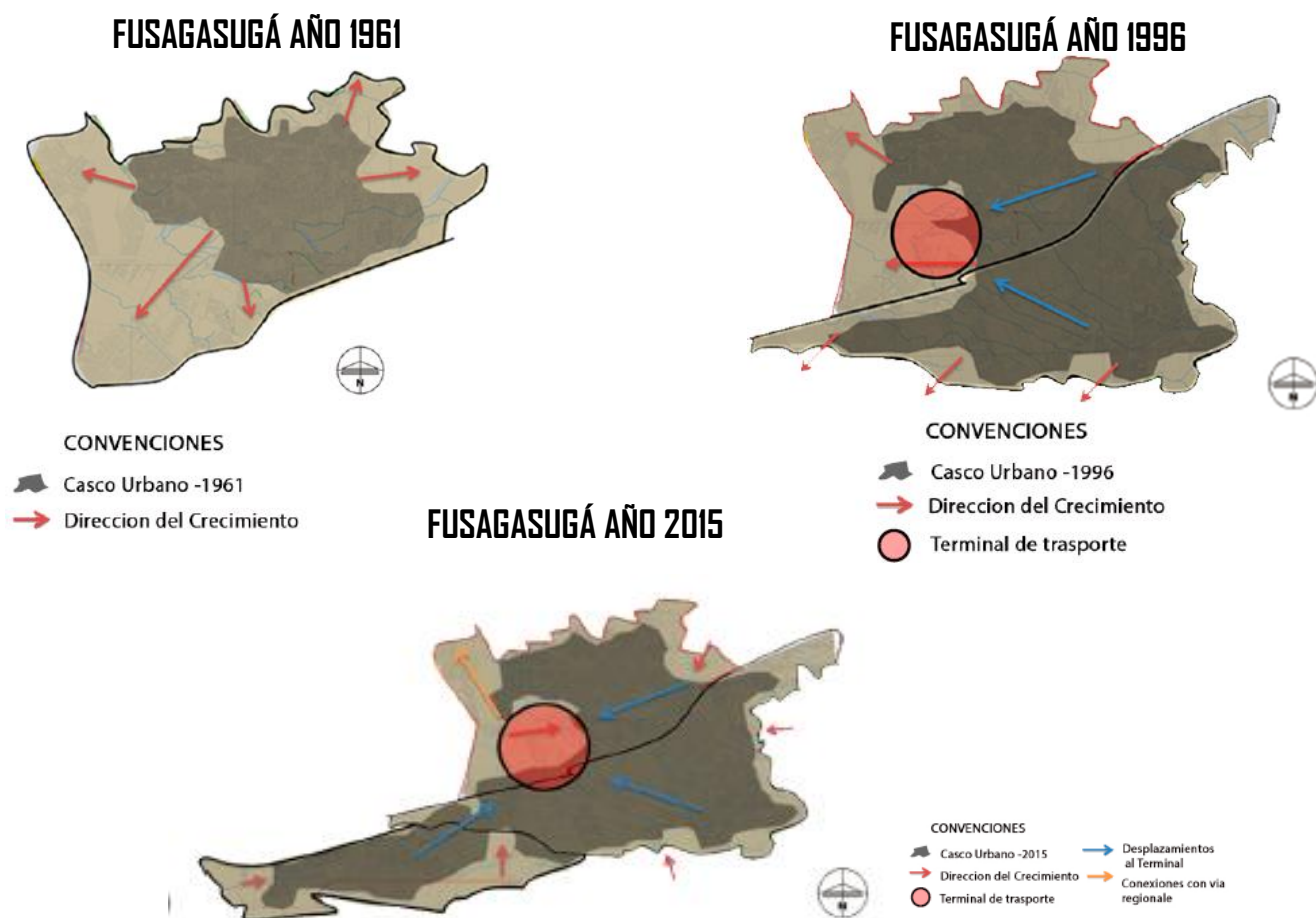 FUSAGASUGÁ AÑO 1961
N
CONVENCIONES
Casco Urbano -1961
Direccion del Crecimiento
FUSAGASUGÁ AÑO 1996
N
CONVENCIONES
Casco Urbano -1996
Direccion del Crecimiento
Terminal de trasporte
FUSAGASUGÁ AÑO 2015
N
CONVENCIONES
Casco Urbano -2015
Direccion del Crecimiento
Terminal de trasporte
Desplazamientos
al Terminal
Conexiones con via
regionale